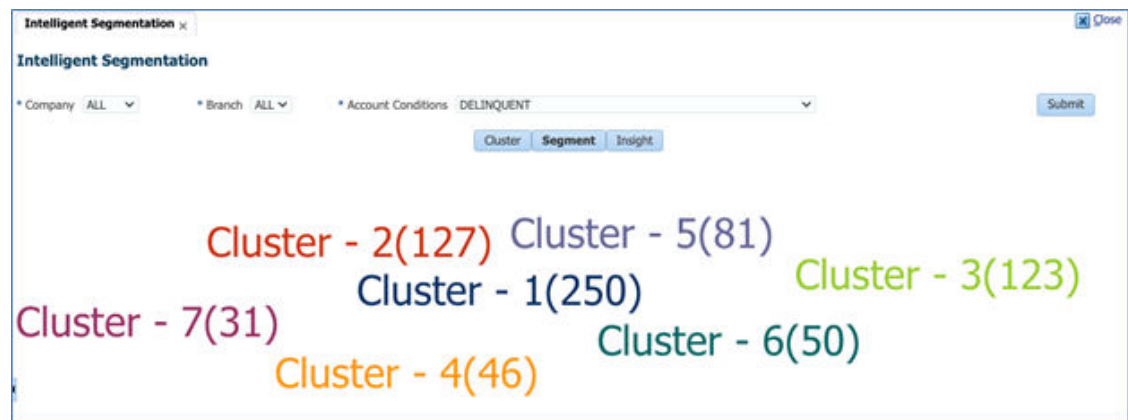 Intelligent Segmentation x
Close
Intelligent Segmentation
* Company ALL * Branch ALL * Account Conditions DELINQUENT Submit
Cluster Segment Insight
Cluster - 2(127) Cluster - 5(81)
Cluster - 1(250) Cluster - 3(123)
Cluster - 7(31) Cluster - 6(50)
Cluster - 4(46)